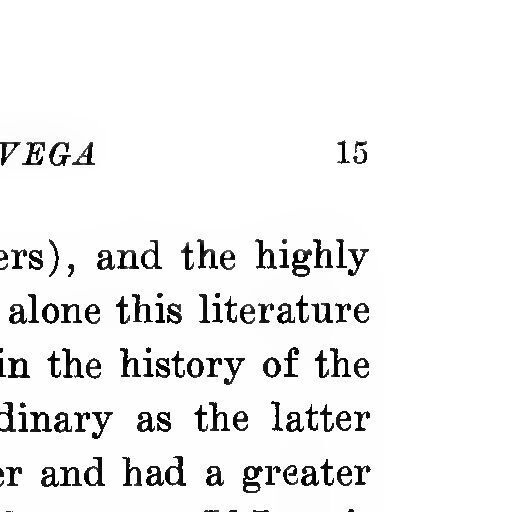 VEGA 15
ers), and the highly
alone this literature
in the history of the
dinary as the latter
er and had a greater